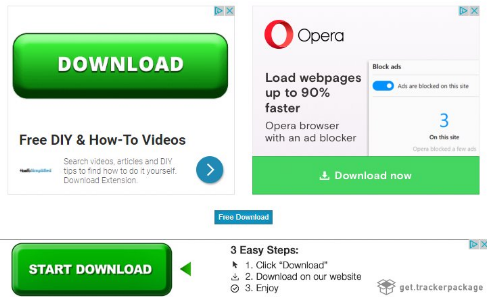 DOWNLOAD
Free DIY & How-To Videos
Search videos, articles and DIY
tips to find how to do it yourself.
Download Extension.
Opera
Load webpages
up to 90%
faster
Opera browser
with an ad blocker
Block ads
Ads are blocked on this site
3
On this site
Opera blocked a few ads
Download now
Free Download
START DOWNLOAD
3 Easy Steps:
1. Click "Download"
2. Download on our website
3. Enjoy
get.trackerpackage